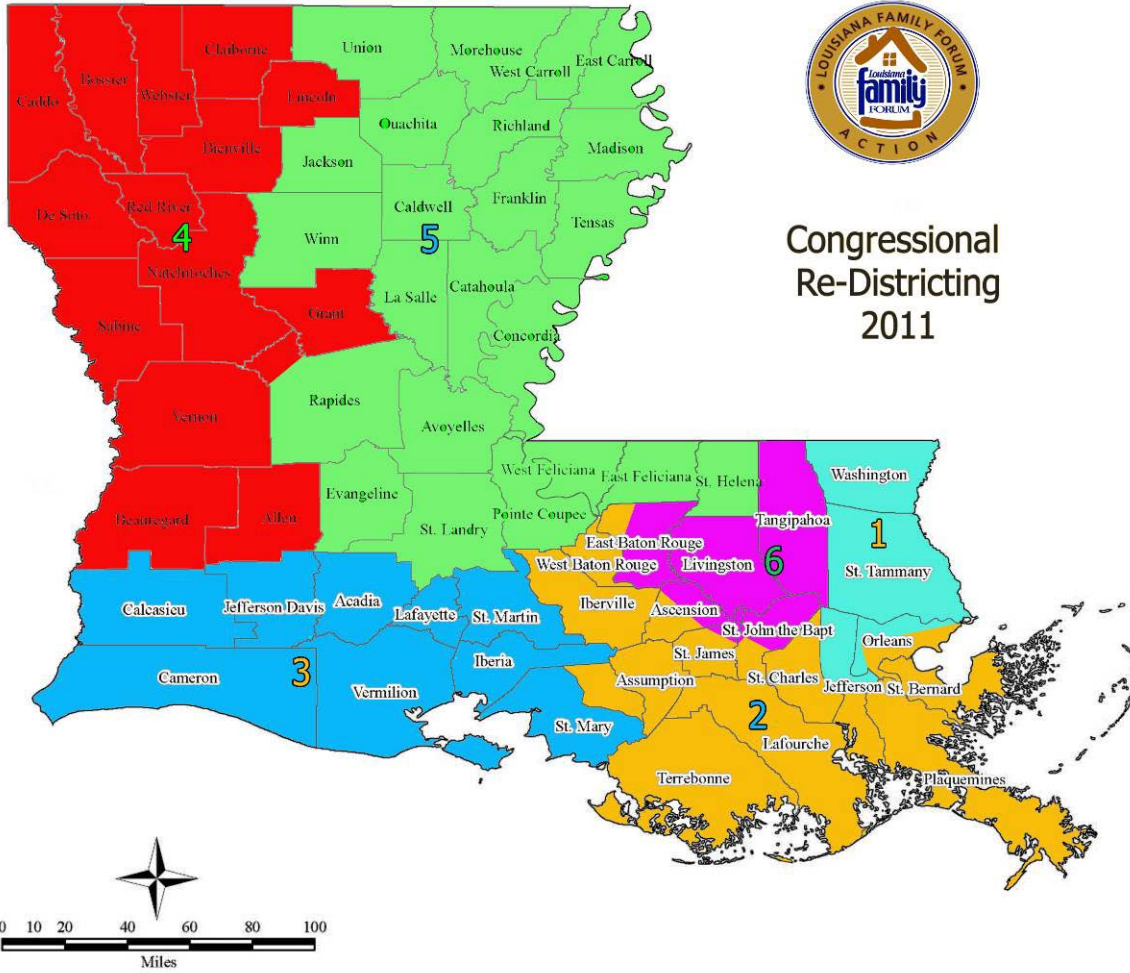 LOUISIANA FAMILY FORUM
Louisiana
family
FORUM
ACTION
Congressional
Re-Districting
2011
Claiborne
Union
Morehouse
East Carroll
West Carroll
Bossier
Webster
Caddo
Lincoln
Ouachita
Richland
Madison
Bienville
Jackson
Franklin
Caldwell
Red River
De Soto
Tensas
4
5
Winn
Natchitoches
Catahoula
La Salle
Grant
Sabine
Concordia
Rapides
Vernon
Avoyelles
West Feliciana
East Feliciana
St. Helena
Washington
Evangeline
Pointe Coupee
Beauregard
Allen
St. Landry
Tangipahoa
1
East Baton Rouge
West Baton Rouge
Livingston
6
St. Tammany
Calcasieu
Jefferson Davis
Acadia
Lafayette
St. Martin
Iberville
Ascension
St. John the Bapt
Orleans
St. James
Iberia
Cameron
3
Vermilion
Assumption
St. Charles
Jefferson
St. Bernard
St. Mary
2
Lafourche
Terrebonne
Plaquemines
0 10 20 40 60 80 100
Miles